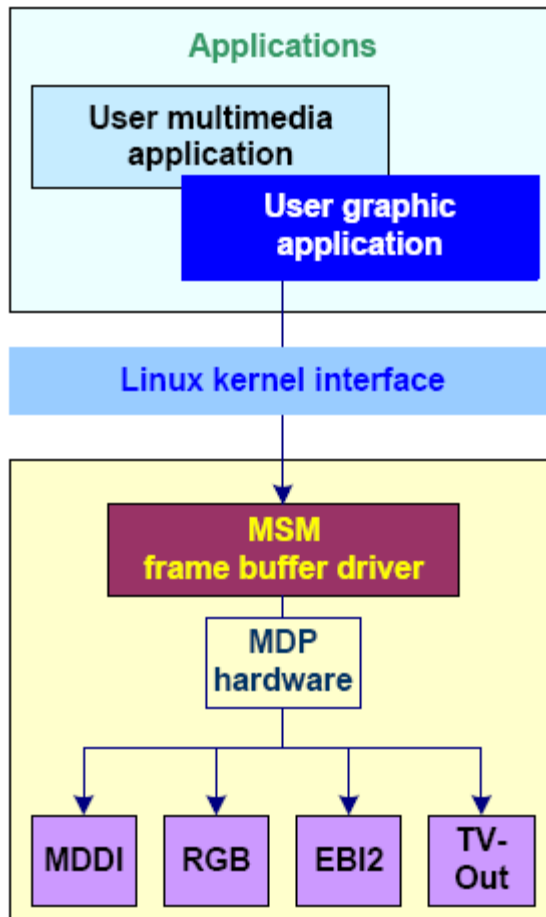 Applications
User multimedia
application
User graphic
application
Linux kernel interface
MSM
frame buffer driver
MDP
hardware
MDDI
RGB
EBI2
TV-
Out